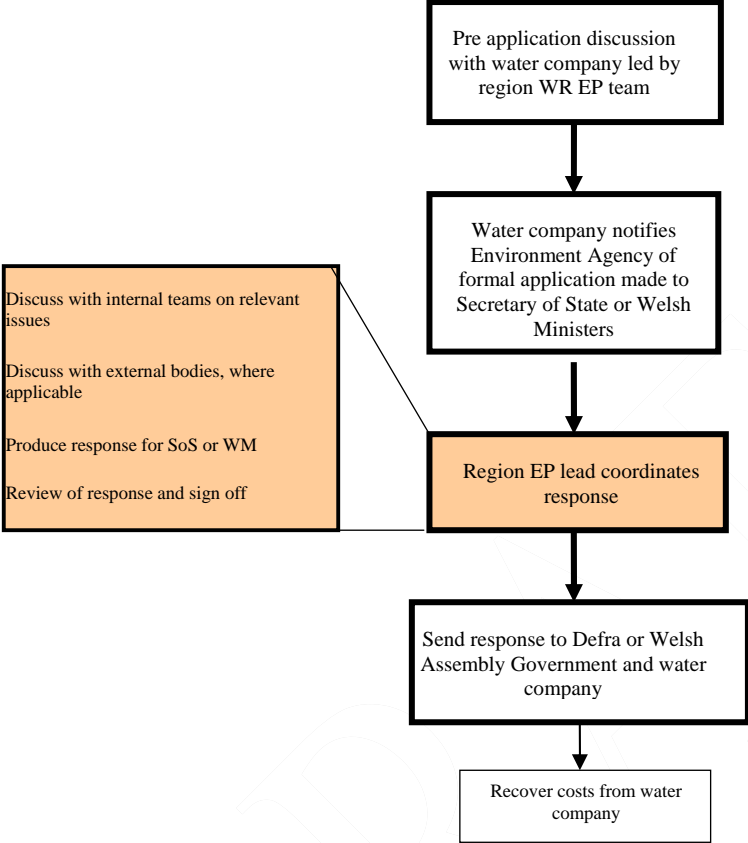 Pre application discussion
with water company led by
region WR EP team
Water company notifies
Environment Agency of
formal application made to
Secretary of State or Welsh
Ministers
Discuss with internal teams on relevant
issues
Discuss with external bodies, where
applicable
Produce response for SoS or WM
Review of response and sign off
Region EP lead coordinates
response
Send response to Defra or Welsh
Assembly Government and water
company
Recover costs from water
company